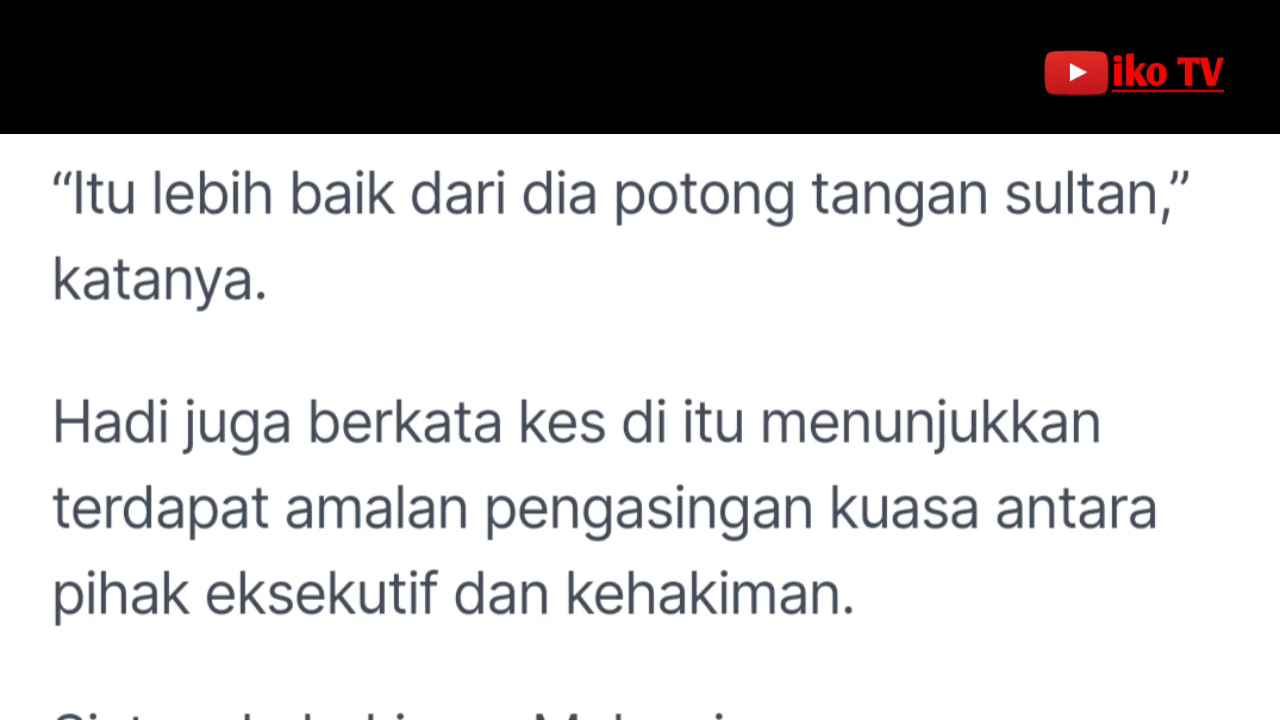 iko TV
“Itu lebih baik dari dia potong tangan sultan,”
katanya.
Hadi juga berkata kes di itu menunjukkan
terdapat amalan pengasingan kuasa antara
pihak eksekutif dan kehakiman.